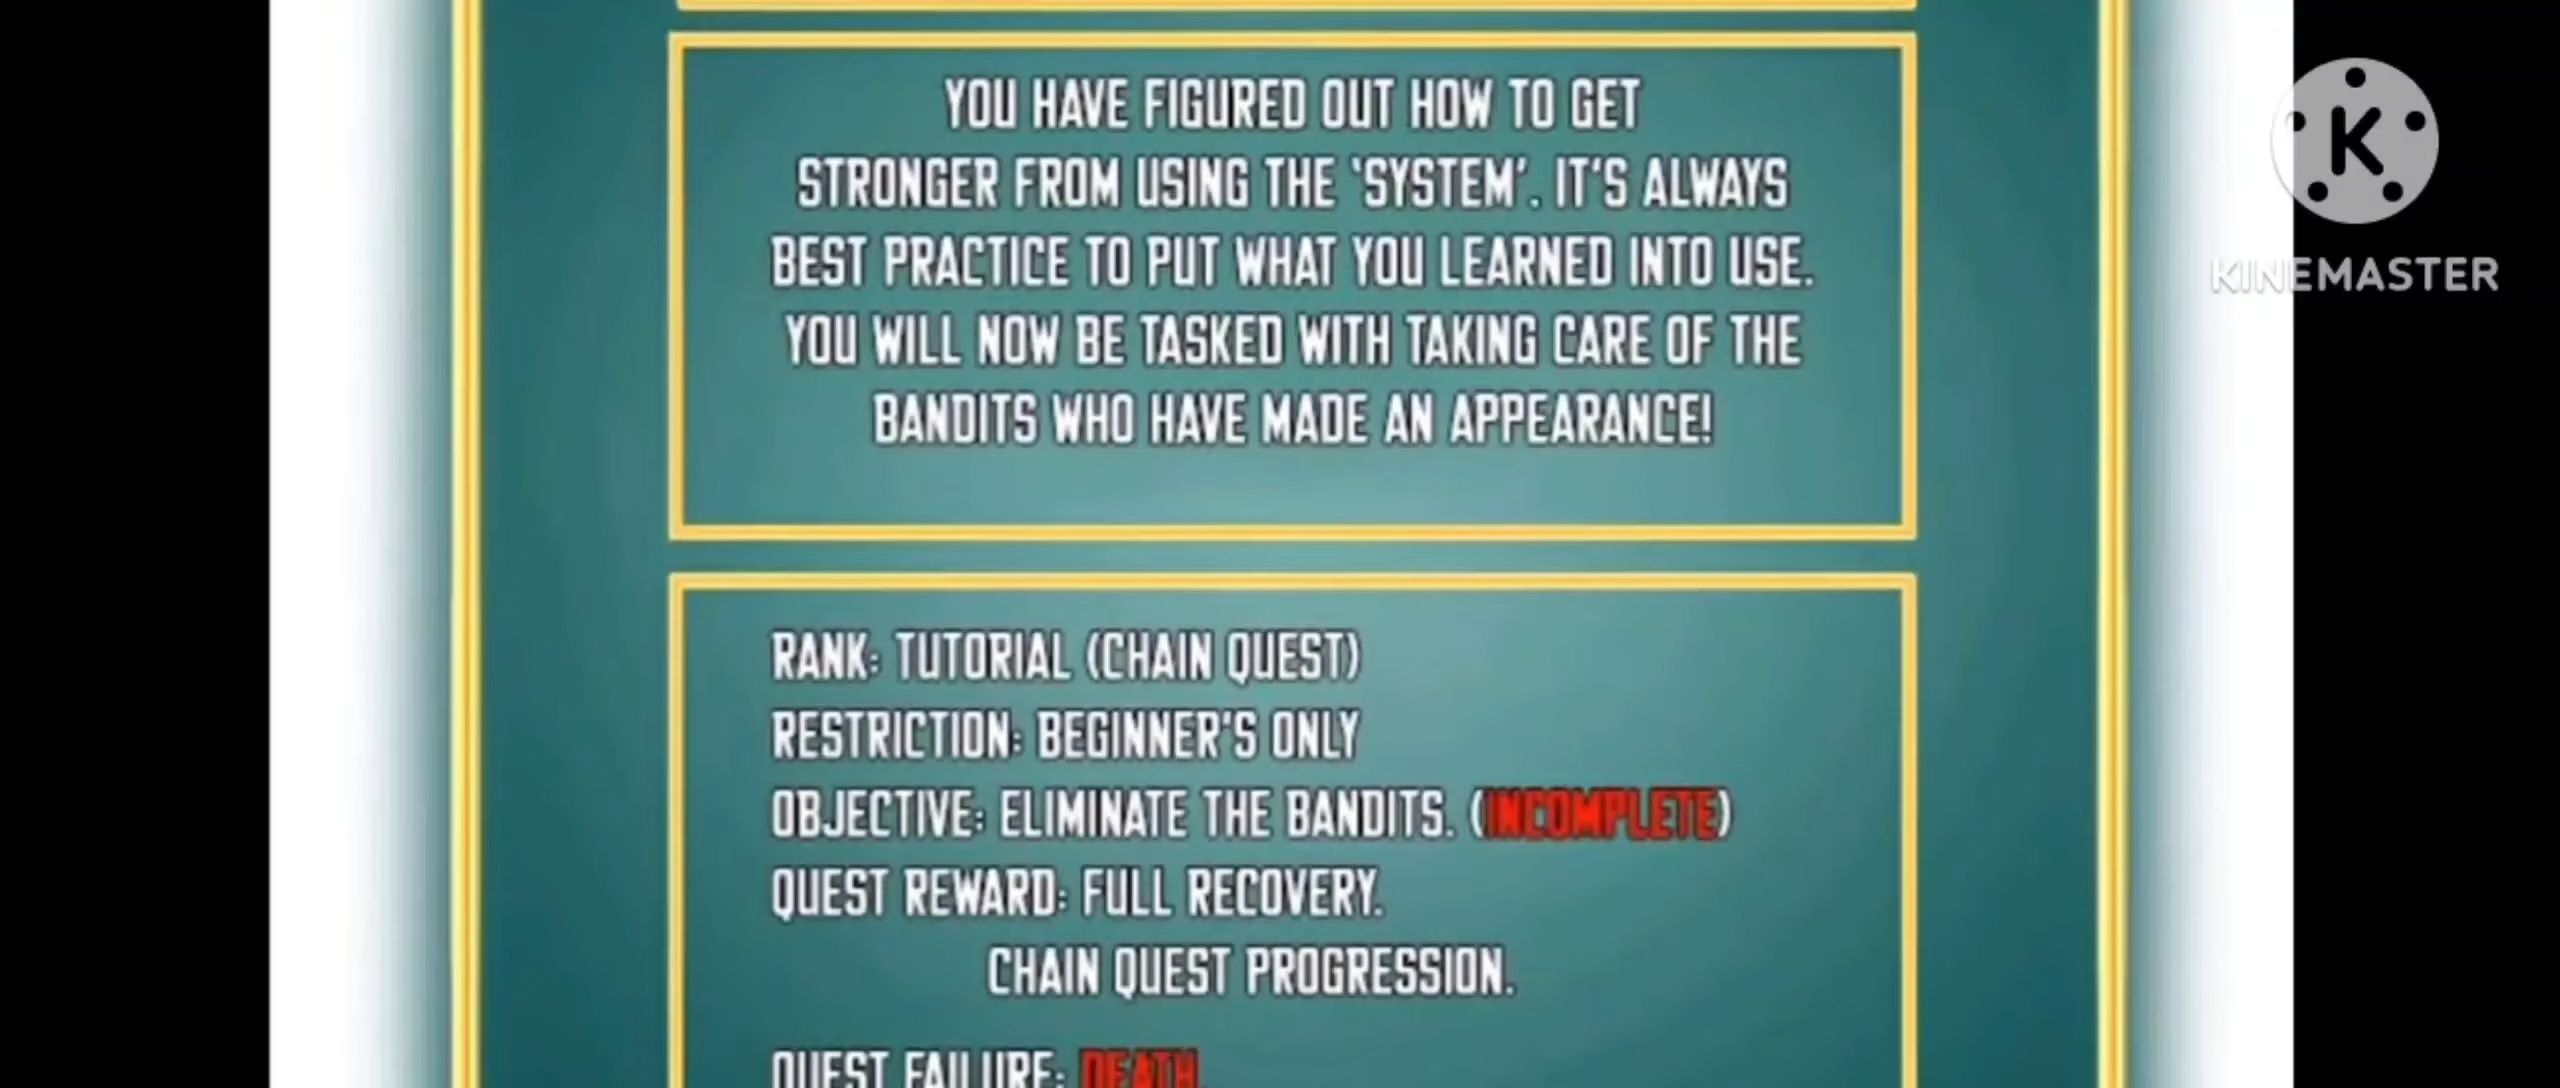 YOU HAVE FIGURED OUT HOW TO GET
STRONGER FROM USING THE 'SYSTEM'. IT'S ALWAYS
BEST PRACTICE TO PUT WHAT YOU LEARNED INTO USE.
YOU WILL NOW BE TASKED WITH TAKING CARE OF THE
BANDITS WHO HAVE MADE AN APPEARANCE!
RANK: TUTORIAL (CHAIN QUEST)
RESTRICTION: BEGINNER'S ONLY
OBJECTIVE: ELIMINATE THE BANDITS. (INCOMPLETE)
QUEST REWARD: FULL RECOVERY.
CHAIN QUEST PROGRESSION.
QUEST FAILURE: DEATH.
K
KINEMASTER